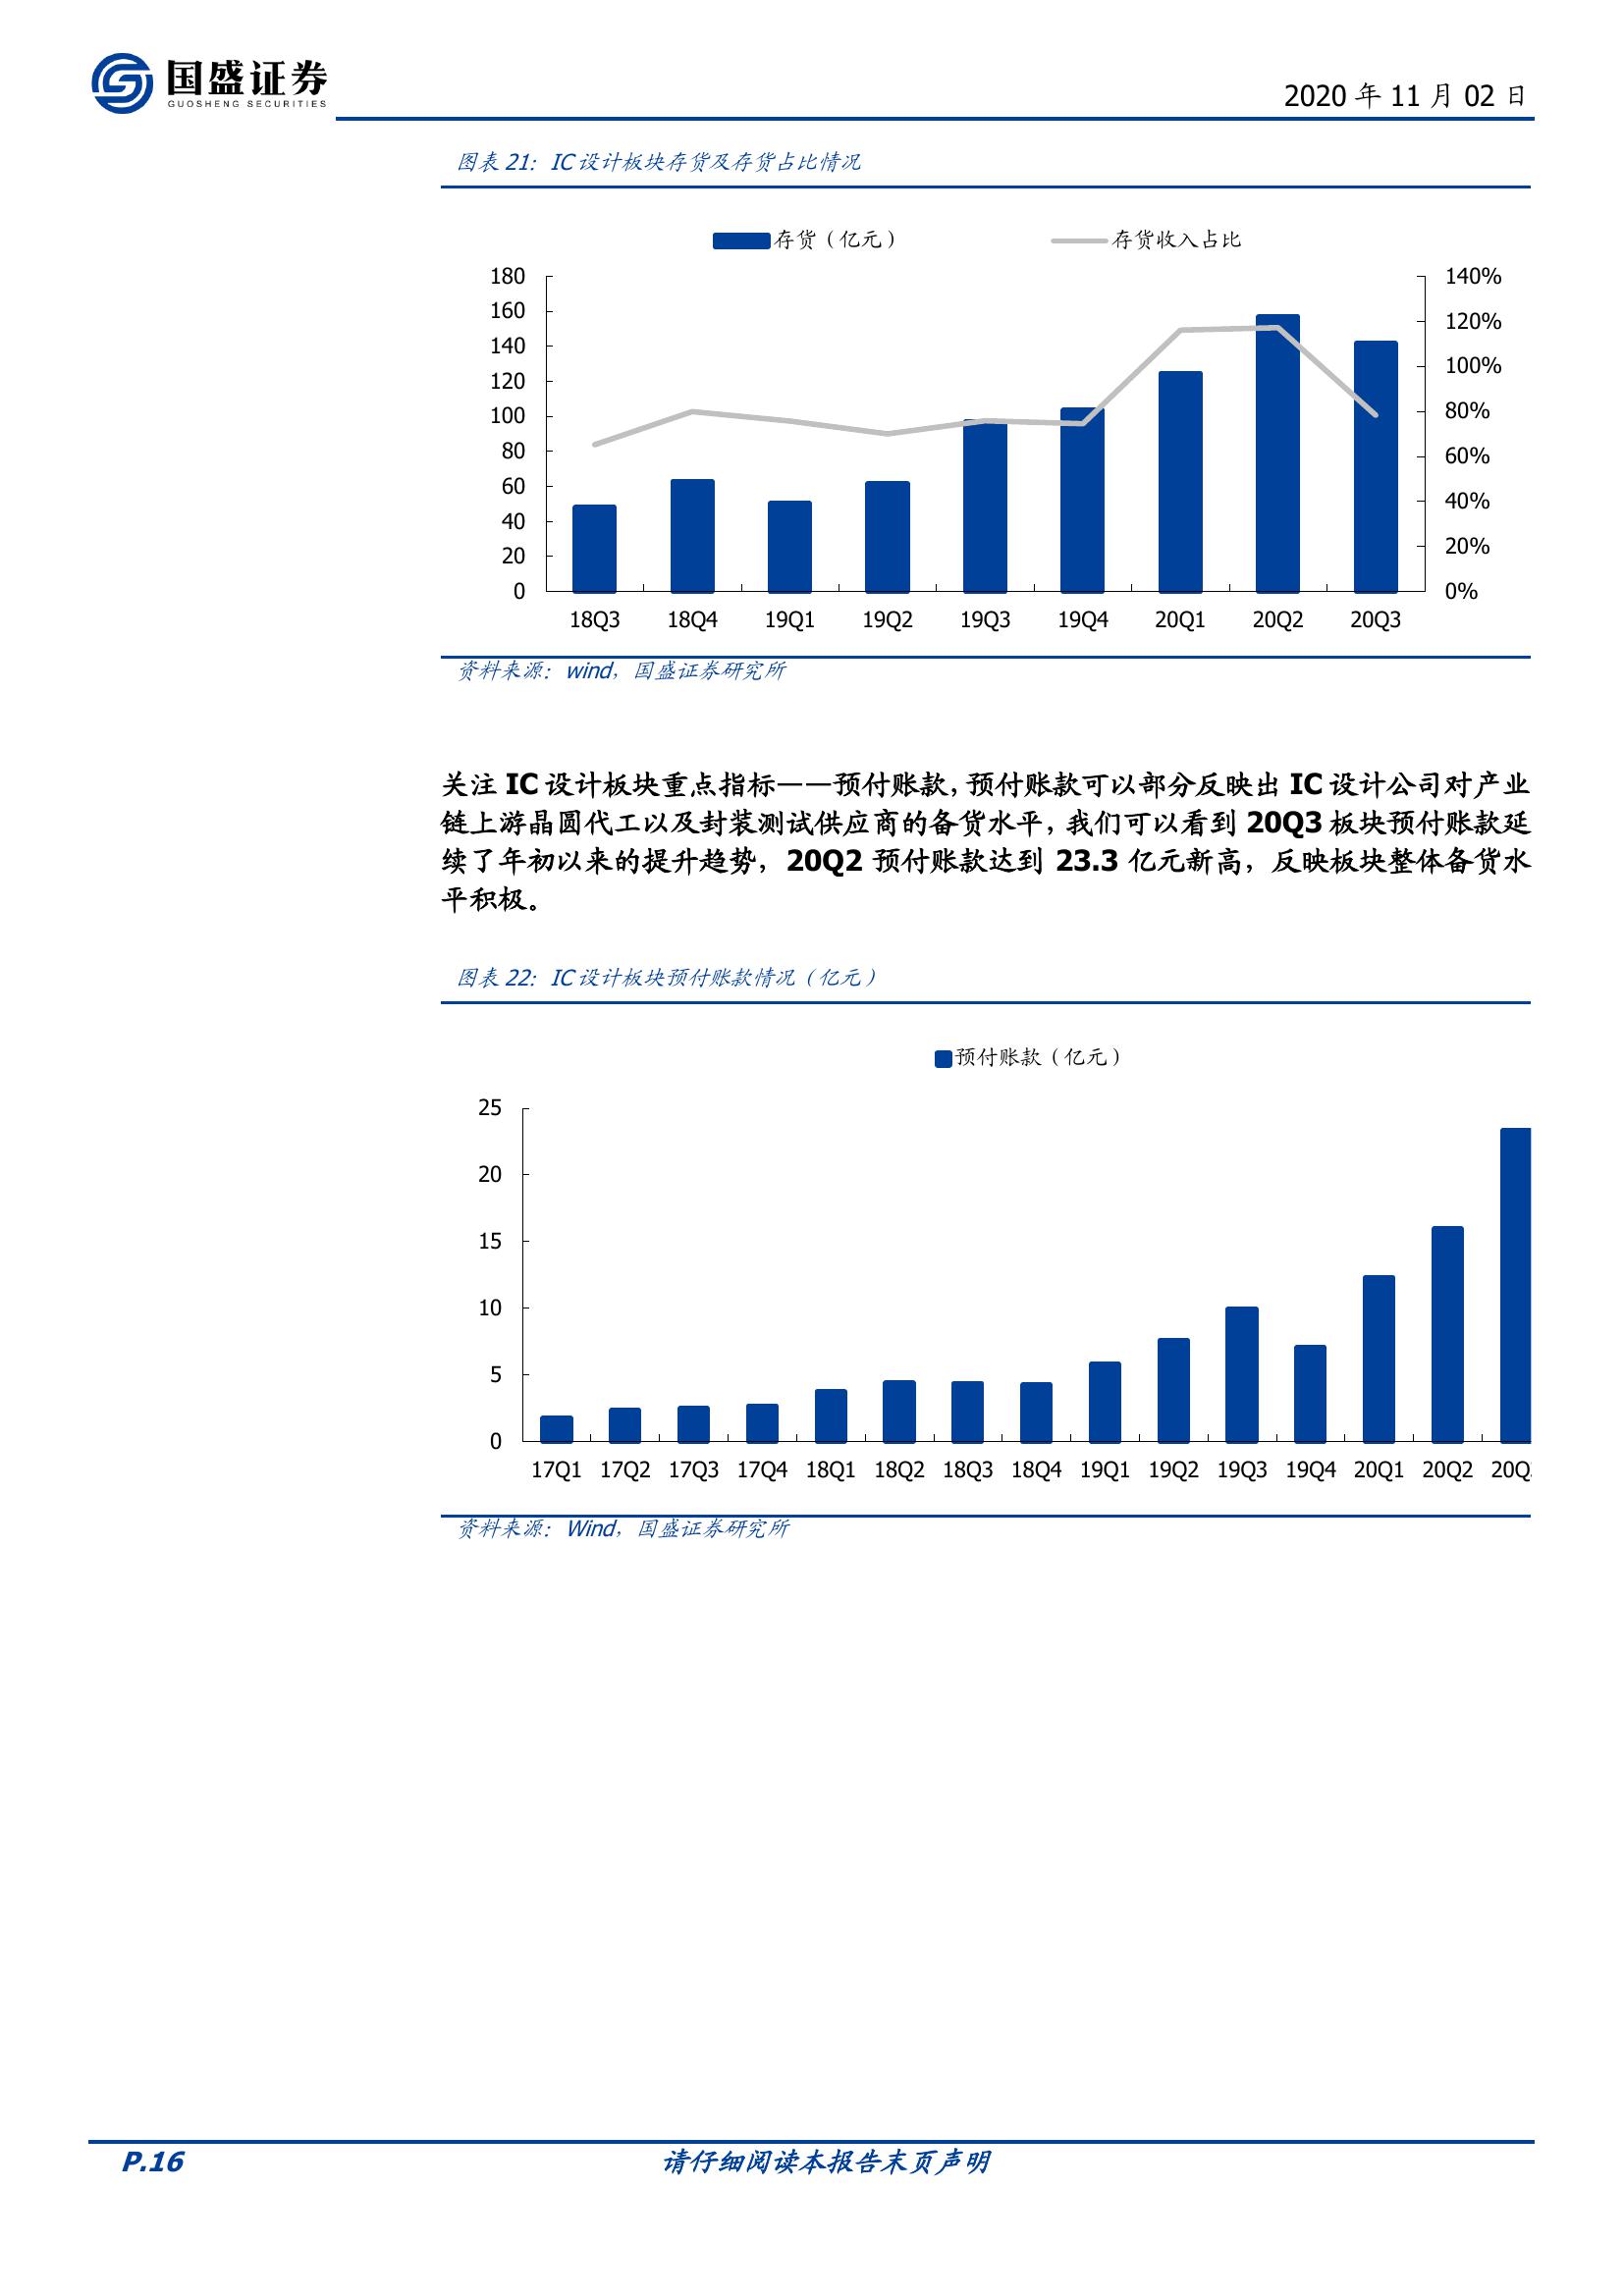 国盛证券
GUOSHENG SECURITIES
2020 年 11 月 02 日
图表 21：IC 设计板块存货及存货占比情况
存货（亿元） 存货收入占比
180 140%
160 120%
140 100%
120 80%
100 60%
80 40%
60 20%
40 0%
20
0
18Q3 18Q4 19Q1 19Q2 19Q3 19Q4 20Q1 20Q2 20Q3
资料来源：wind，国盛证券研究所
关注 IC 设计板块重点指标——预付账款，预付账款可以部分反映出 IC 设计公司对产业
链上游晶圆代工以及封装测试供应商的备货水平，我们可以看到 20Q3 板块预付账款延
续了年初以来的提升趋势，20Q2 预付账款达到 23.3 亿元新高，反映板块整体备货水
平积极。
图表 22：IC 设计板块预付账款情况（亿元）
预付账款（亿元）
25
20
15
10
5
0
17Q1 17Q2 17Q3 17Q4 18Q1 18Q2 18Q3 18Q4 19Q1 19Q2 19Q3 19Q4 20Q1 20Q2 20Q
资料来源：Wind，国盛证券研究所
P.16 请仔细阅读本报告末页声明